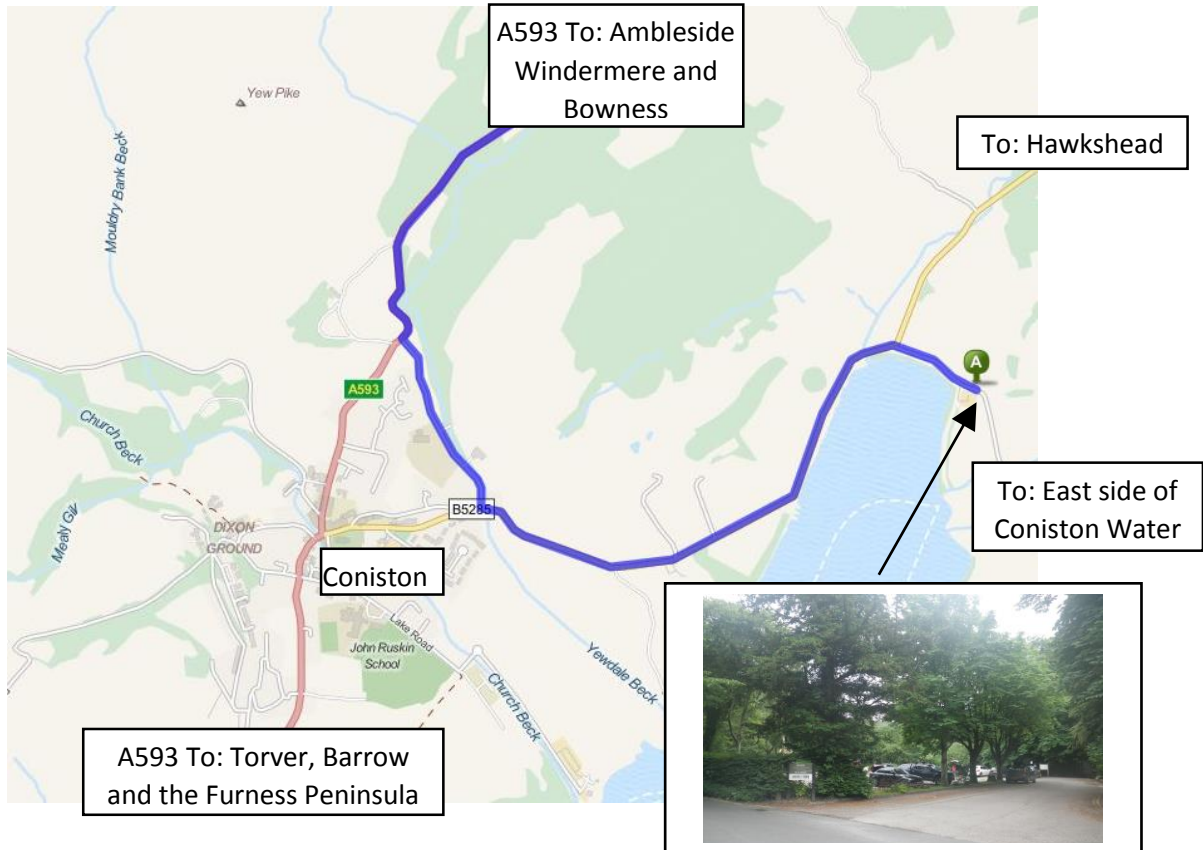 A593 To: Ambleside
Windermere and
Bowness
Yew Pike
To: Hawkshead
Mouldry Bank Beck
A
A593
Church Beck
To: East side of
Coniston Water
B5285
Mealy Gill
DIXON
GROUND
Coniston
Lake Road
John Ruskin
School
Church Beck
Yewdale Beck
A593 To: Torver, Barrow
and the Furness Peninsula